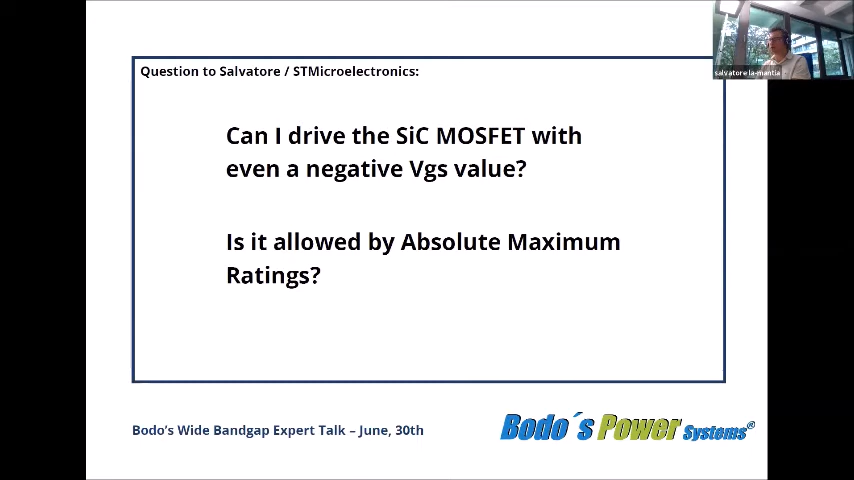 salvatore la-mantia
Question to Salvatore / STMicroelectronics:
Can I drive the SiC MOSFET with
even a negative Vgs value?
Is it allowed by Absolute Maximum
Ratings?
Bodo's Wide Bandgap Expert Talk – June, 30th
Bodo´s Power Systems®